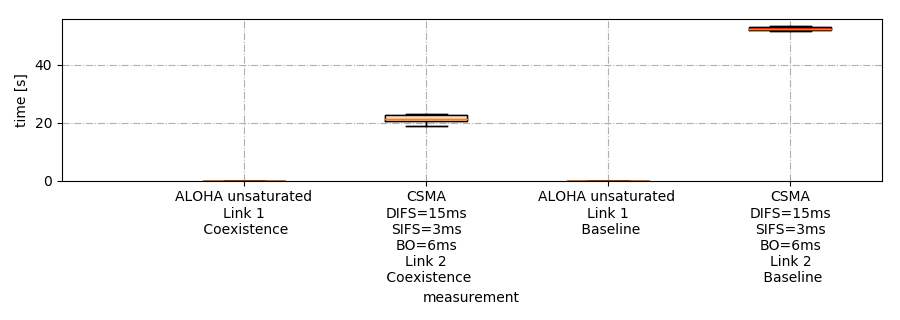 time [s]
40
20
0
ALOHA unsaturated
Link 1
Coexistence
CSMA
DIFS=15ms
SIFS=3ms
BO=6ms
Link 2
Coexistence
ALOHA unsaturated
Link 1
Baseline
CSMA
DIFS=15ms
SIFS=3ms
BO=6ms
Link 2
Baseline
measurement